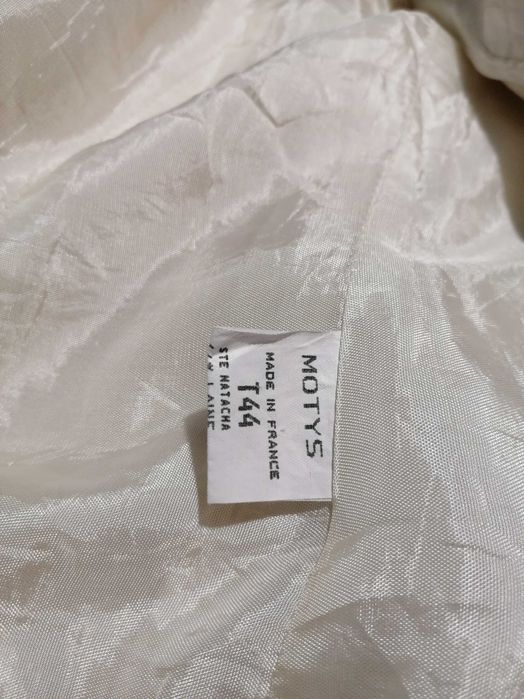 MOTYS
MADE IN FRANCE
T44
STE NATACHA
LAINE